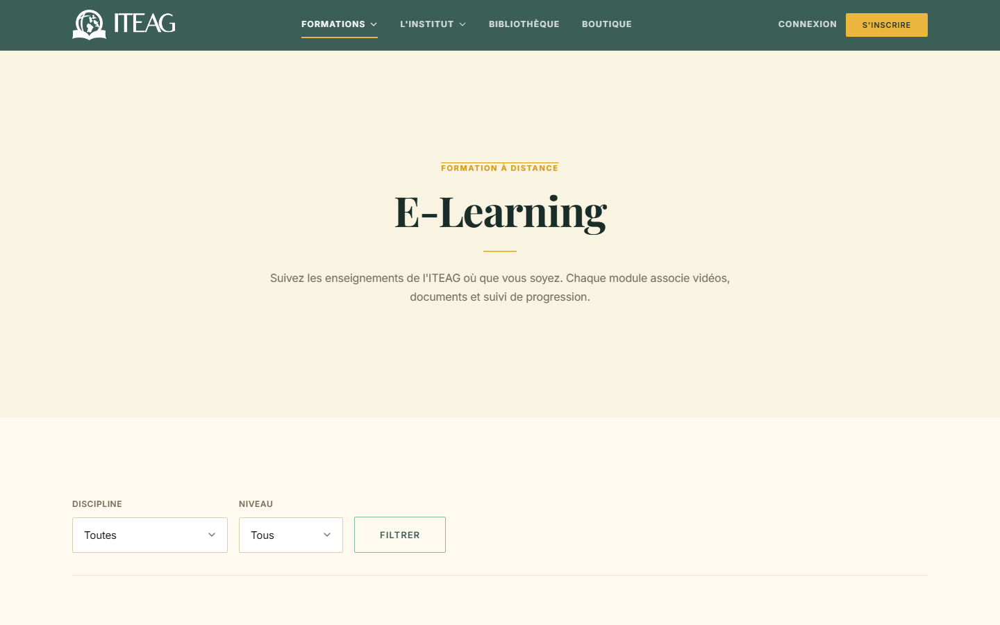 ITEAG
FORMATIONS
L'INSTITUT
BIBLIOTHÈQUE
BOUTIQUE
CONNEXION
S'INSCRIRE
FORMATION À DISTANCE
E-Learning
Suivez les enseignements de l'ITEAG où que vous soyez. Chaque module associe vidéos,
documents et suivi de progression.
DISCIPLINE
NIVEAU
Toutes
Tous
FILTRER